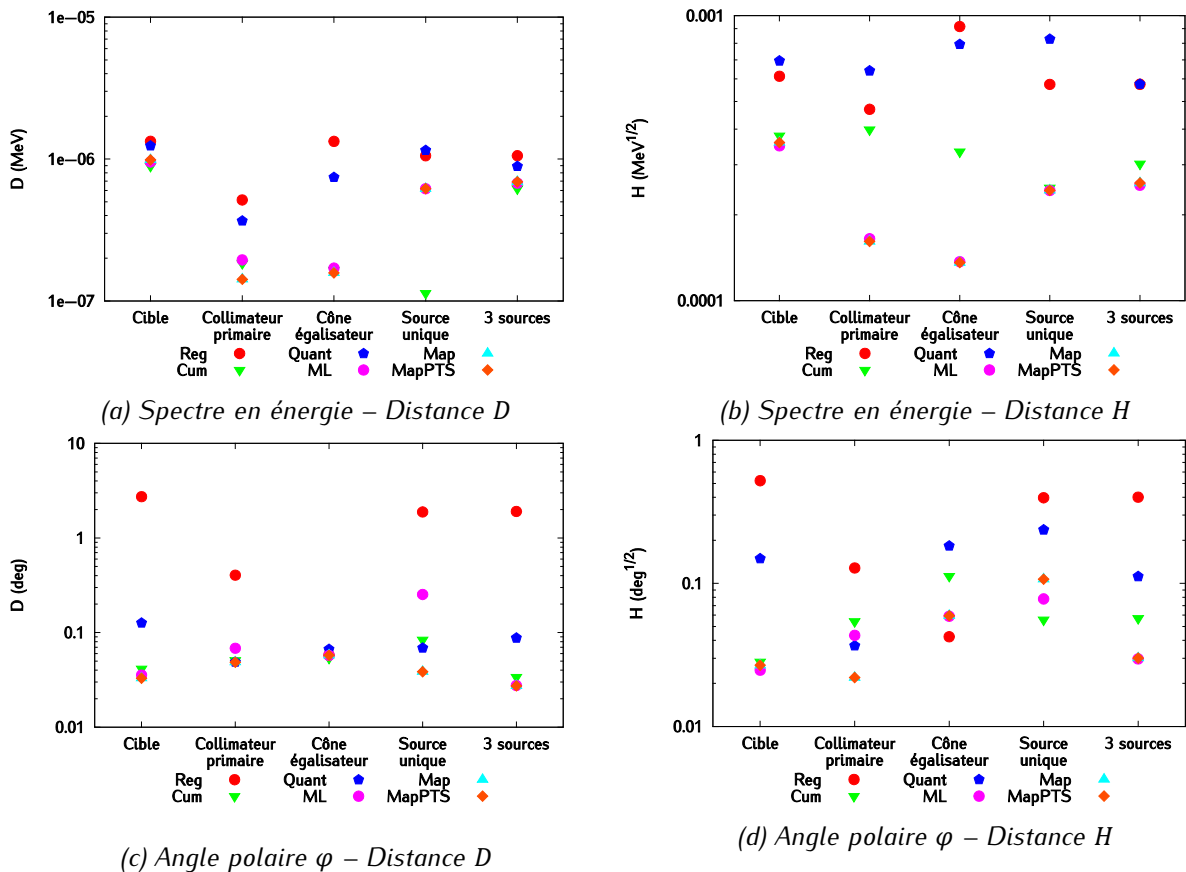 1e−05
1e−06
1e−07
D (MeV)
Cible Collimateur Cône Source 3 sources
primaire égalisateur unique
Reg Quant Map
Cum ML MapPTS
(a) Spectre en énergie – Distance D
0.001
0.0001
H (MeV1/2)
Cible Collimateur Cône Source 3 sources
primaire égalisateur unique
Reg Quant Map
Cum ML MapPTS
(b) Spectre en énergie – Distance H
10
1
0.1
0.01
D (deg)
Cible Collimateur Cône Source 3 sources
primaire égalisateur unique
Reg Quant Map
Cum ML MapPTS
(c) Angle polaire φ – Distance D
1
0.1
0.01
H (deg1/2)
Cible Collimateur Cône Source 3 sources
primaire égalisateur unique
Reg Quant Map
Cum ML MapPTS
(d) Angle polaire φ – Distance H